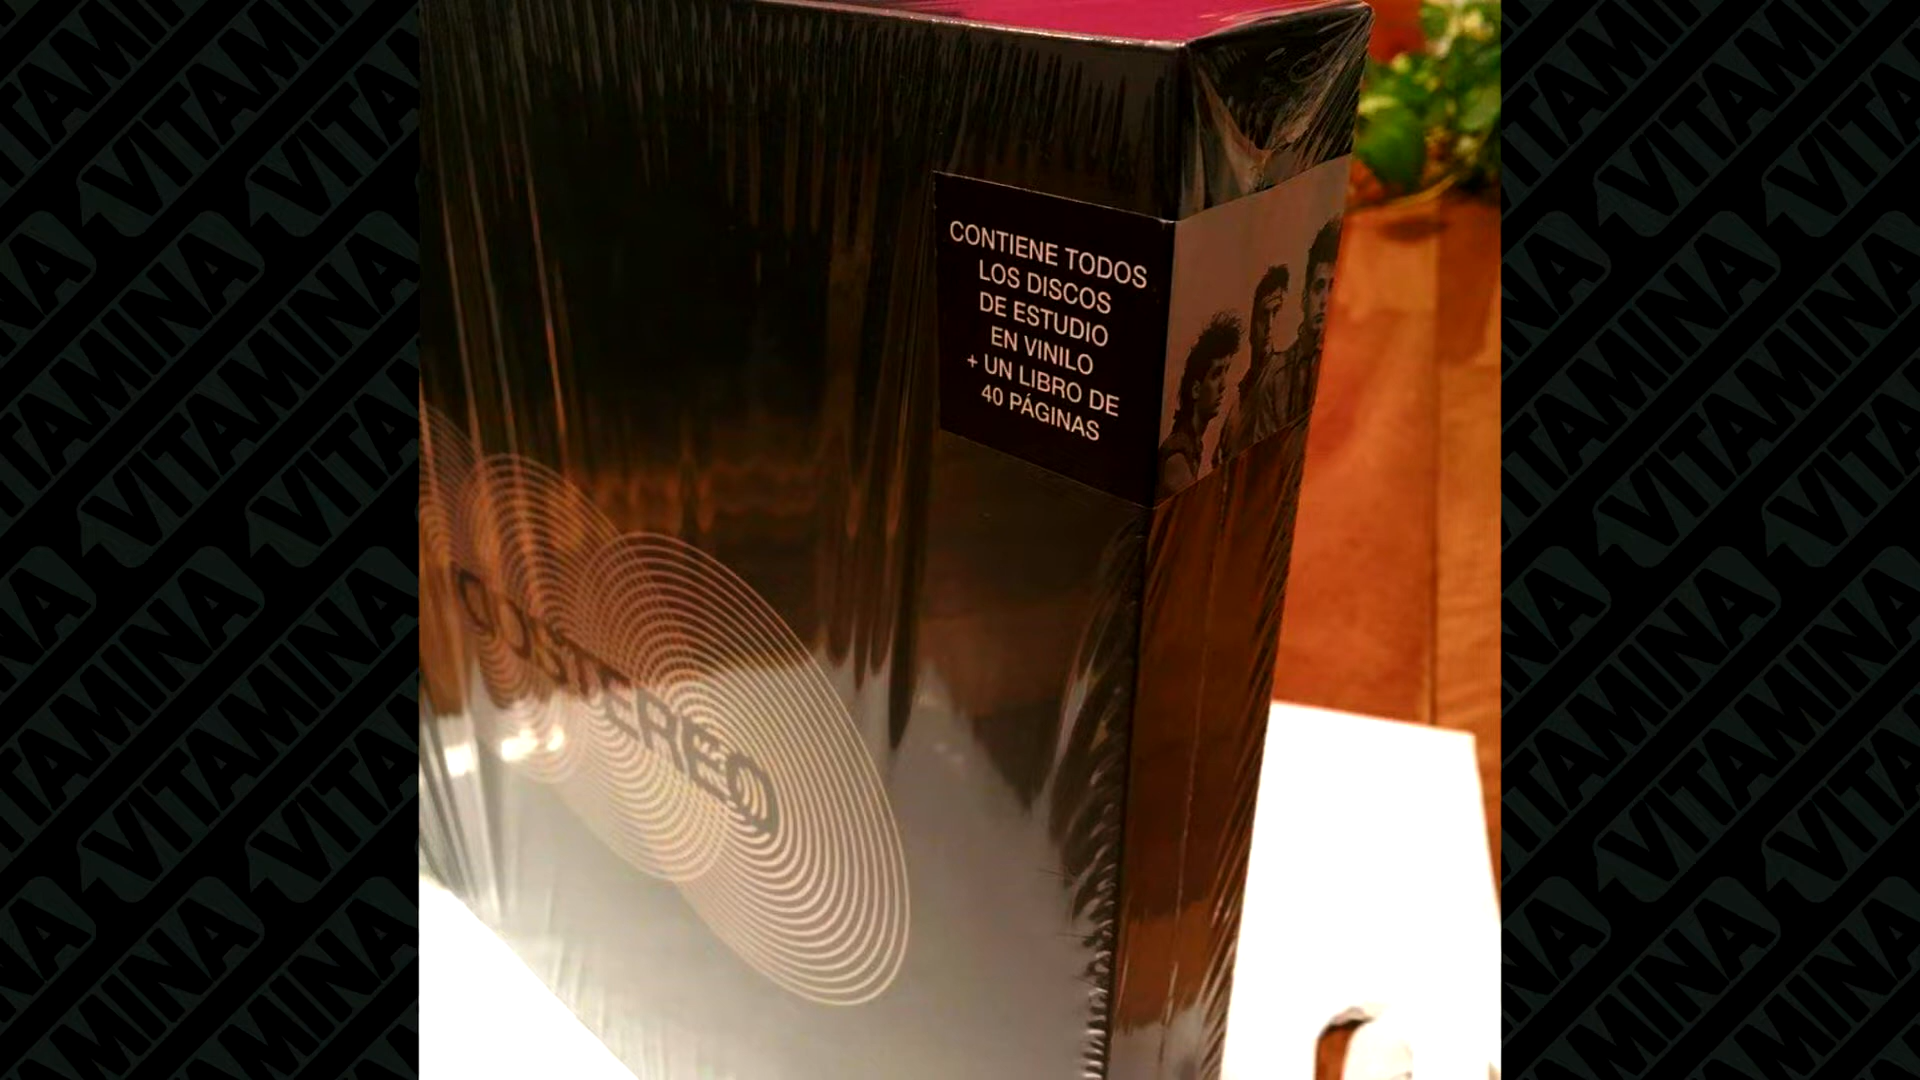 CONTIENE TODOS
LOS DISCOS
DE ESTUDIO
EN VINILO
+ UN LIBRO DE
40 PÁGINAS
STEREO
VITAMINA